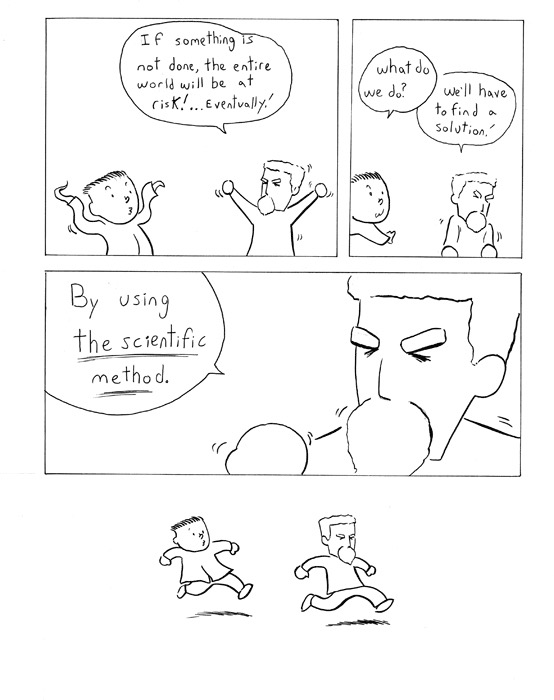 If something is
not done, the entire
world will be at
risk!...Eventually!
what do
we do?
we'll have
to find a
solution!
By using
the scientific
method.